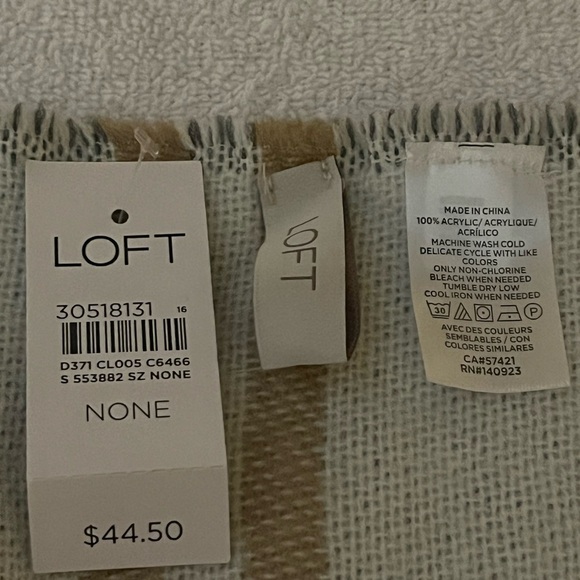 LOFT
30518131 16
D371 CL005 C6466
S 553882 SZ NONE
NONE
$44.50
LOFT
MADE IN CHINA
100% ACRYLIC/ ACRYLIQUE/
ACRÍLICO
MACHINE WASH COLD
DELICATE CYCLE WITH LIKE
COLORS
ONLY NON-CHLORINE
BLEACH WHEN NEEDED
TUMBLE DRY LOW
COOL IRON WHEN NEEDED
30 P
AVEC DES COULEURS
SEMBLABLES / CON
COLORES SIMILARES
CA#57421
RN#140923